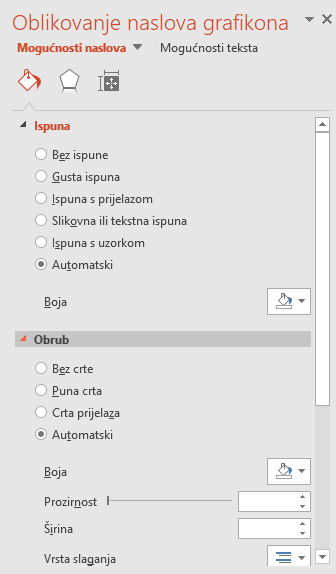 Oblikovanje naslova grafikona
Mogućnosti naslova Mogućnosti teksta
Ispuna
Bez ispune
Gusta ispuna
Ispuna s prijelazom
Slikovna ili tekstna ispuna
Ispuna s uzorkom
Automatski
Boja
Obrub
Bez crte
Puna crta
Crta prijelaza
Automatski
Boja
Prozirnost
Širina
Vrsta slaganja